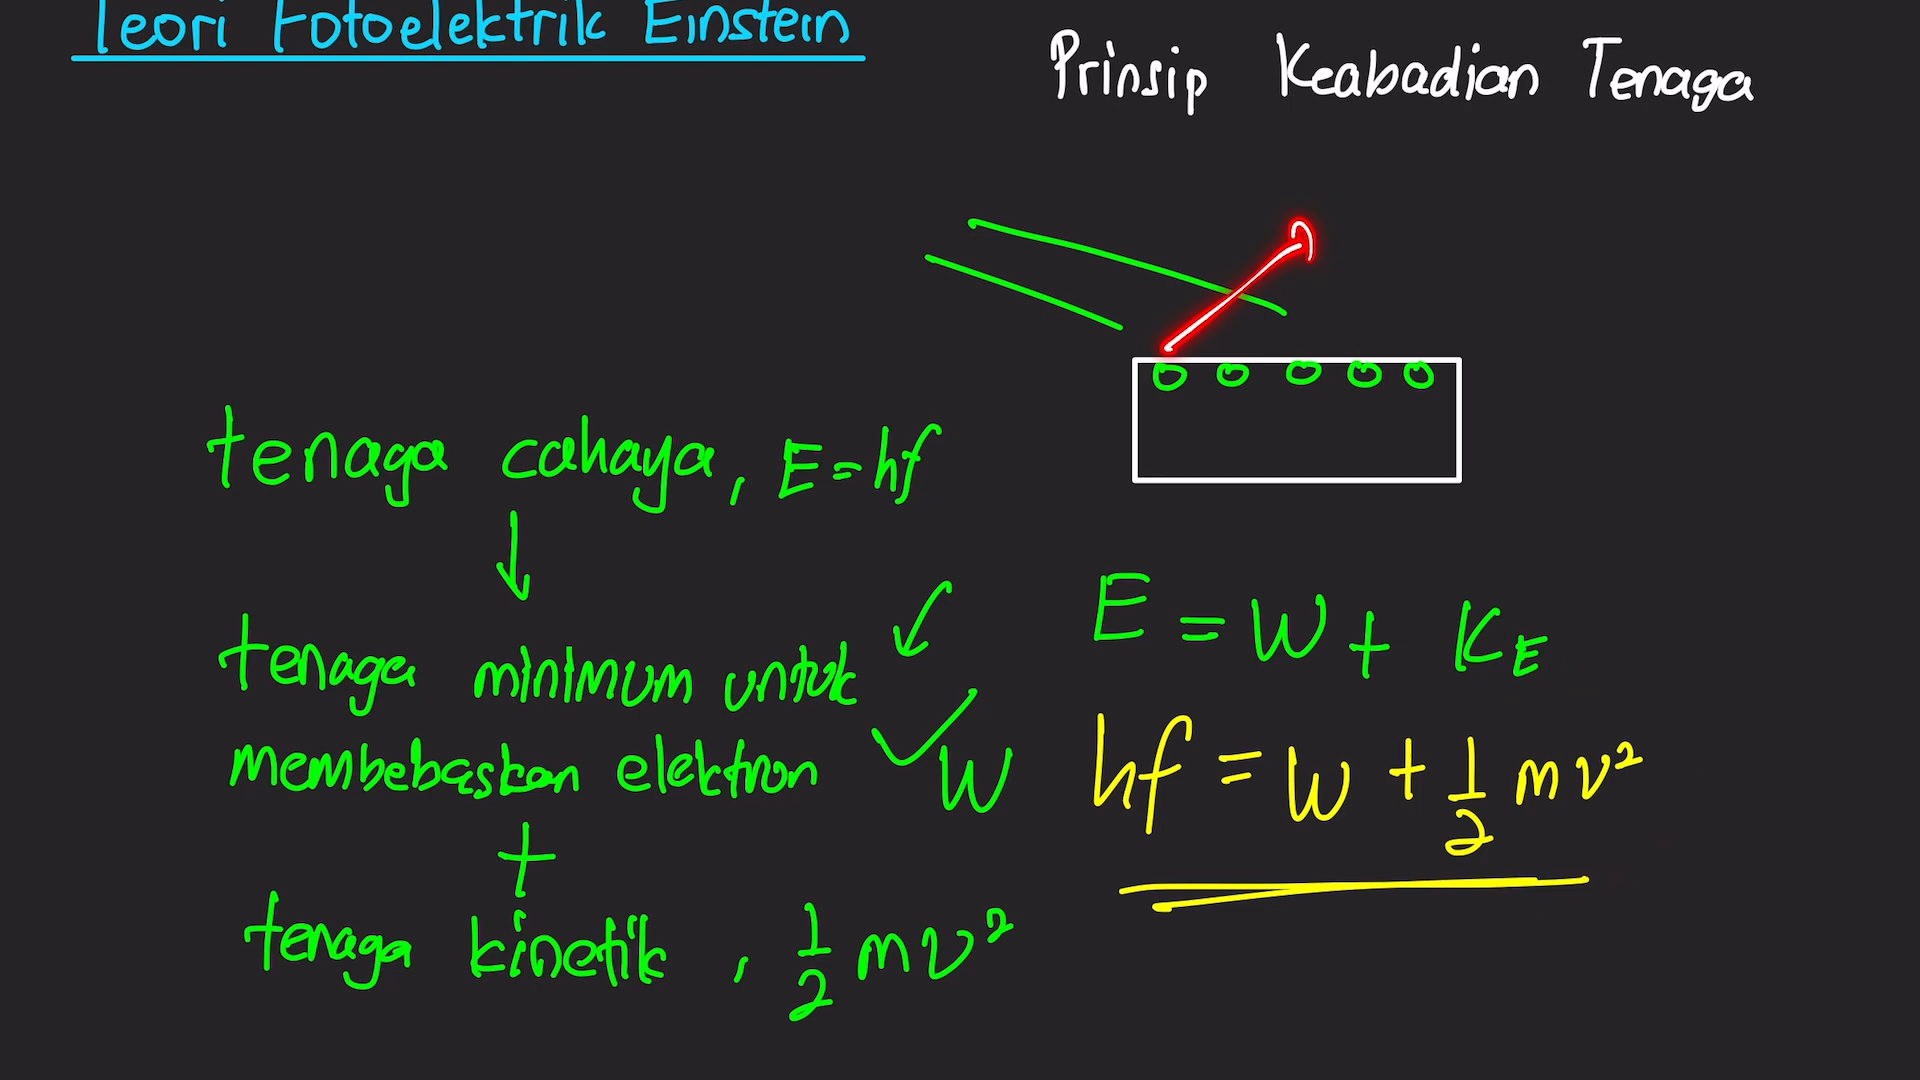 Teori Fotoelektrik Einstein
Prinsip Keabadian Tenaga
tenaga cahaya, E = hf
↓
tenaga minimum untuk
membebaskan elektron W
+
tenaga kinetik, 1/2 mv²
E = W + KE
hf = W + 1/2 mv²